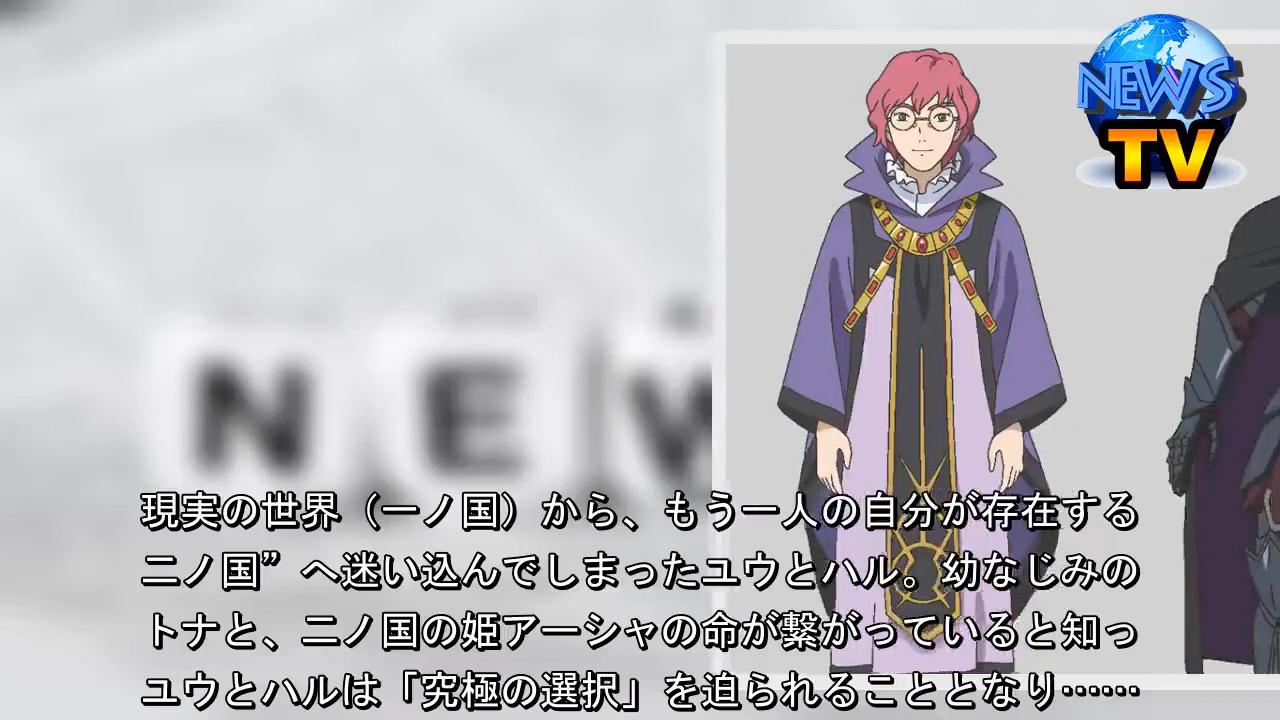 NEWS
TV
NEW
現実の世界（一ノ国）から、もう一人の自分が存在する
二ノ国”へ迷い込んでしまったユウとハル。幼なじみの
トナと、二ノ国の姫アーシャの命が繋がっていると知っ
ユウとハルは「究極の選択」を迫られることとなり……